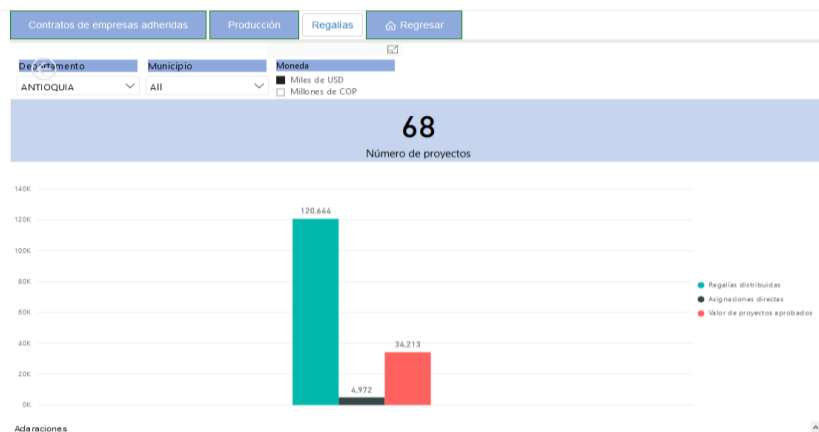 Contratos de empresas adheridas Producción Regalías Regresar
Departamento Municipio Moneda
ANTIOQUIA All Miles de USD
Millones de COP
68
Número de proyectos
140K
120K
100K
80K
60K
40K
20K
0K
120,644
4,972
34,213
Regalías distribuidas
Asignaciones directas
Valor de proyectos aprobados
Adaraciones